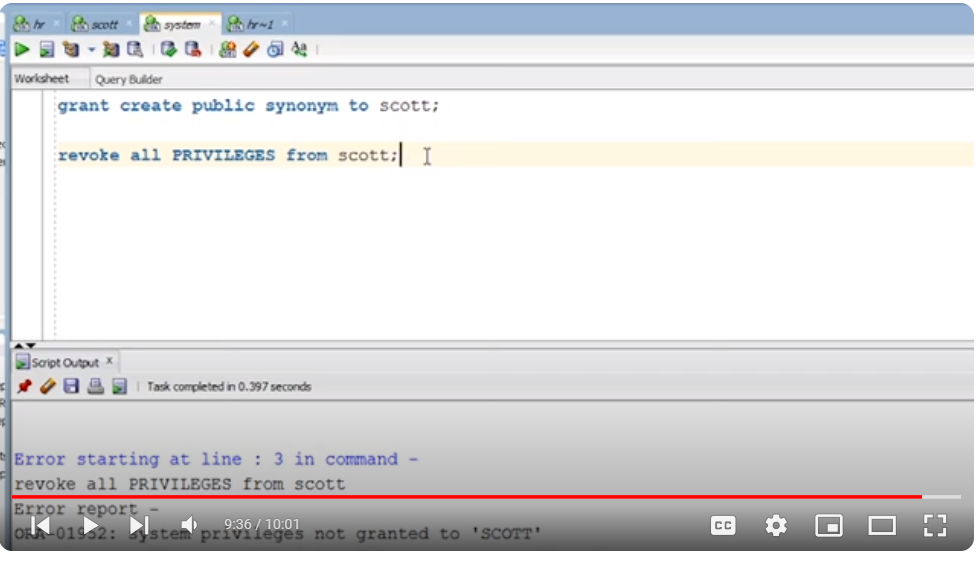 hr scott system hr~1
Worksheet Query Builder
grant create public synonym to scott;
revoke all PRIVILEGES from scott;
Script Output
Task completed in 0.397 seconds
Error starting at line : 3 in command -
revoke all PRIVILEGES from scott
Error report -
9:36 / 10:01
CC
ORA-01952: system privileges not granted to 'SCOTT'